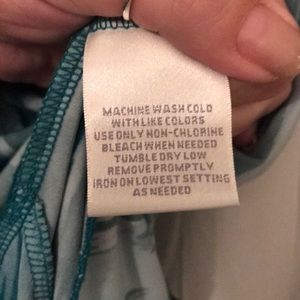 MACHINE WASH COLD
WITH LIKE COLORS
USE ONLY NON-CHLORINE
BLEACH WHEN NEEDED
TUMBLE DRY LOW
REMOVE PROMPTLY
IRON ON LOWEST SETTING
AS NEEDED